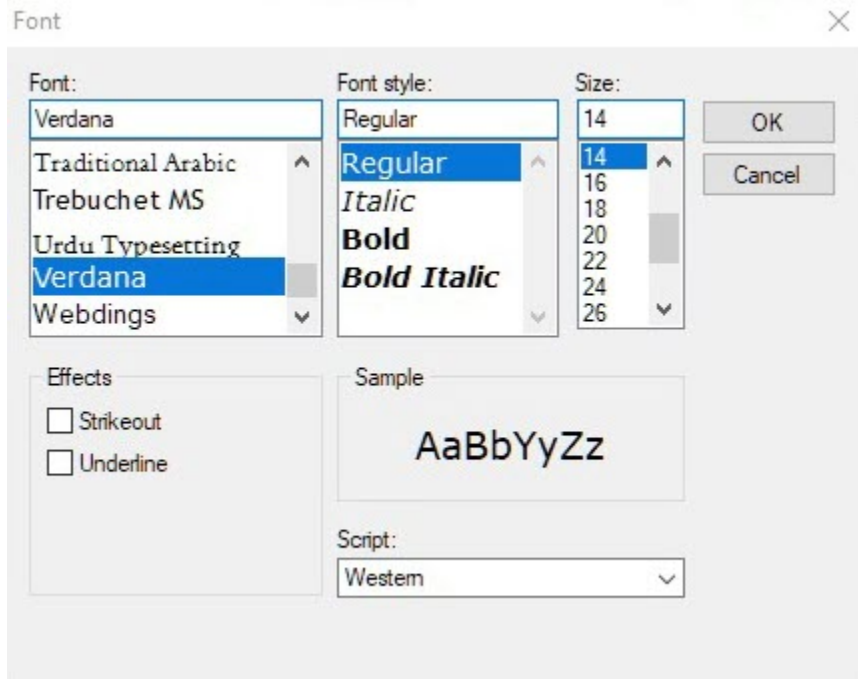 Font
Font:
Verdana
Traditional Arabic
Trebuchet MS
Urdu Typesetting
Verdana
Webdings
Font style:
Regular
Regular
Italic
Bold
Bold Italic
Size:
14
14
16
18
20
22
24
26
OK
Cancel
Effects
Strikeout
Underline
Sample
AaBbYyZz
Script:
Western